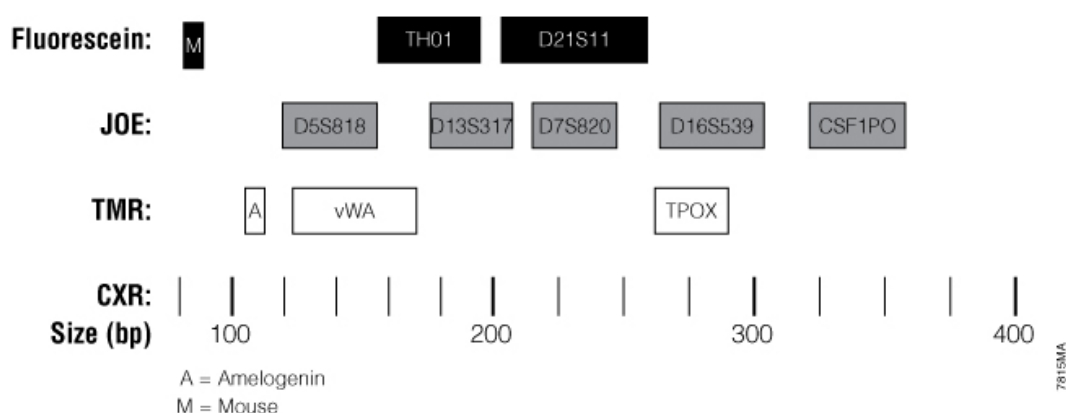 Fluorescein: M TH01 D21S11
JOE: D5S818 D13S317 D7S820 D16S539 CSF1PO
TMR: A vWA TPOX
CXR:
Size (bp) 100 200 300 400
A = Amelogenin
M = Mouse
7815MA